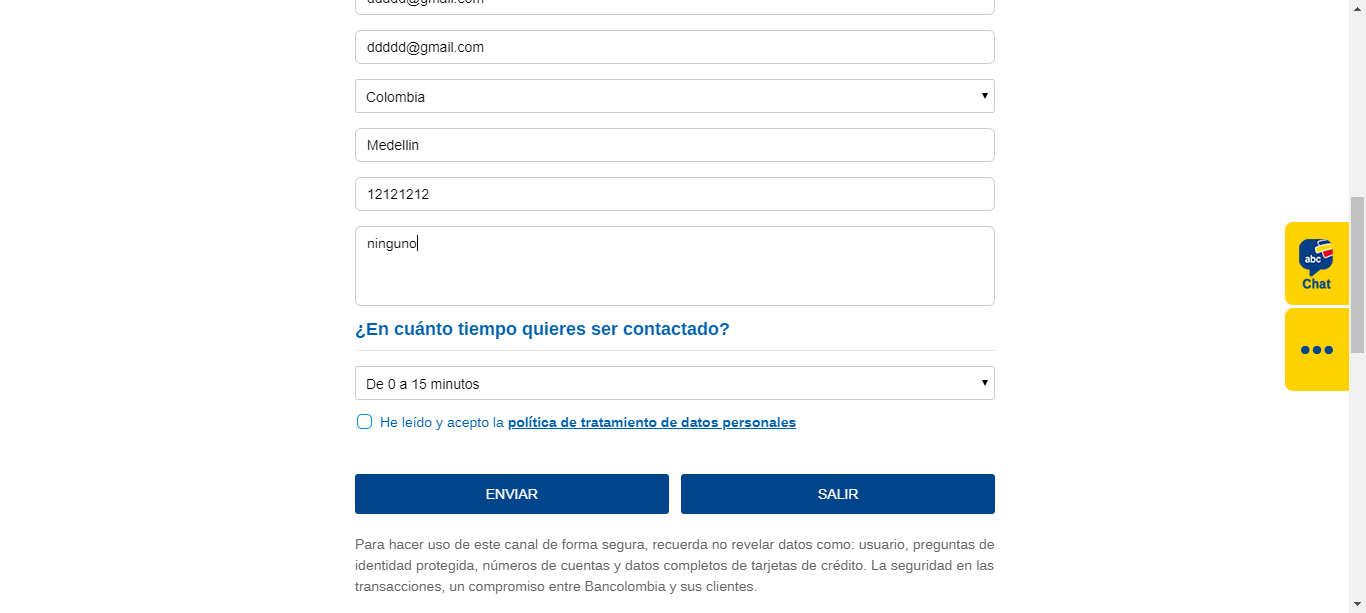 ddddd@gmail.com
ddddd@gmail.com
Colombia
Medellin
12121212
ninguno
¿En cuánto tiempo quieres ser contactado?
De 0 a 15 minutos
He leído y acepto la política de tratamiento de datos personales
ENVIAR
SALIR
Para hacer uso de este canal de forma segura, recuerda no revelar datos como: usuario, preguntas de
identidad protegida, números de cuentas y datos completos de tarjetas de crédito. La seguridad en las
transacciones, un compromiso entre Bancolombia y sus clientes.
abc
Chat